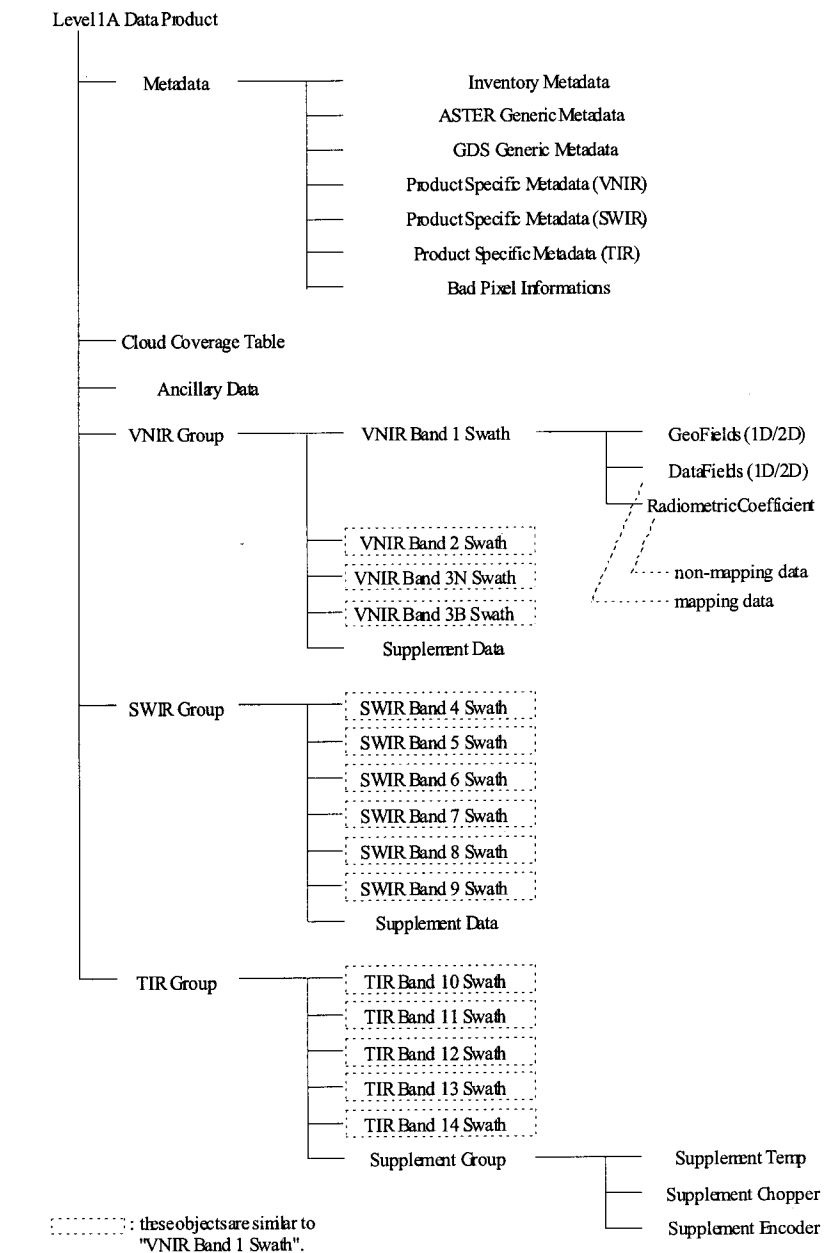 Level 1A Data Product
Metadata
Inventory Metadata
ASTER Generic Metadata
GDS Generic Metadata
Product Specific Metadata (VNIR)
Product Specific Metadata (SWIR)
Product Specific Metadata (TIR)
Bad Pixel Informations
Cloud Coverage Table
Ancillary Data
VNIR Group
VNIR Band 1 Swath
GeoFields (1D/2D)
DataFields (1D/2D)
RadiometricCoefficient
non-mapping data
mapping data
VNIR Band 2 Swath
VNIR Band 3N Swath
VNIR Band 3B Swath
Supplement Data
SWIR Group
SWIR Band 4 Swath
SWIR Band 5 Swath
SWIR Band 6 Swath
SWIR Band 7 Swath
SWIR Band 8 Swath
SWIR Band 9 Swath
Supplement Data
TIR Group
TIR Band 10 Swath
TIR Band 11 Swath
TIR Band 12 Swath
TIR Band 13 Swath
TIR Band 14 Swath
Supplement Group
Supplement Temp
Supplement Chopper
Supplement Encoder
: these objects are similar to
"VNIR Band 1 Swath".